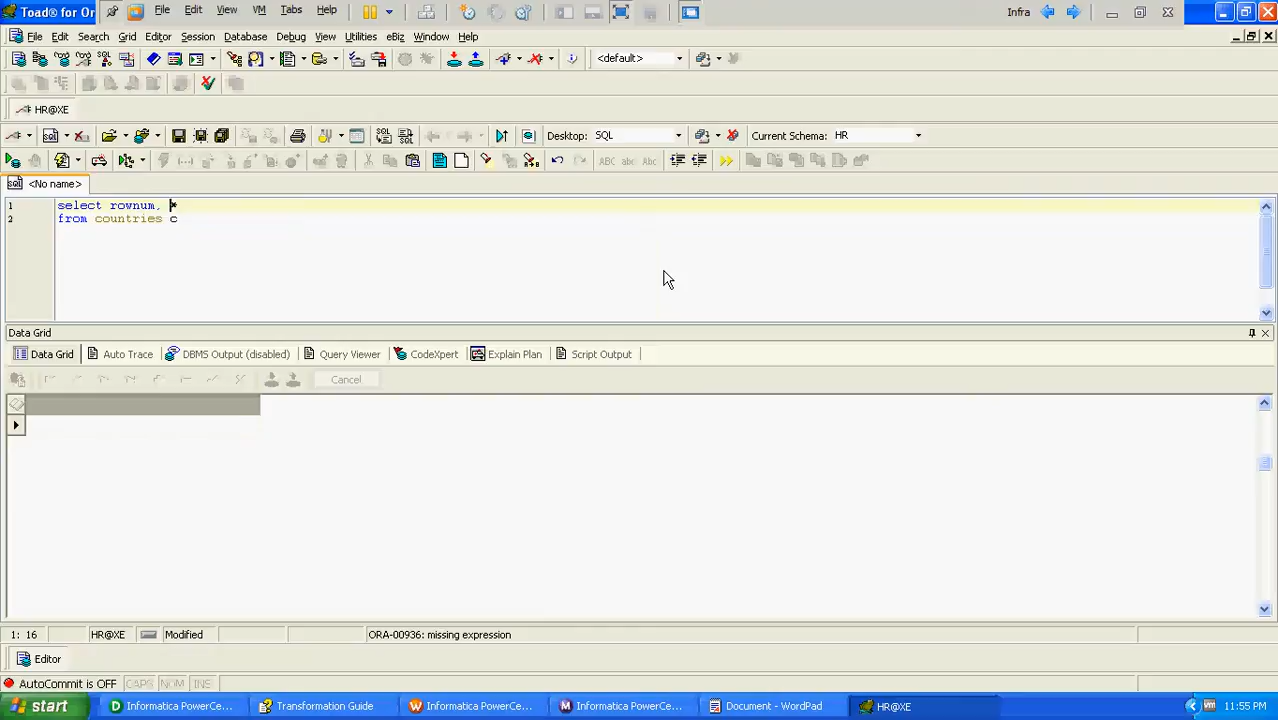 Toad® for Or File Edit View VM Tabs Help Infra
File Edit Search Grid Editor Session Database Debug View Utilities eBiz Window Help
<default>
HR@XE
Desktop: SQL Current Schema: HR
<No name>
1 select rownum, *
2 from countries c
Data Grid
Data Grid Auto Trace DBMS Output (disabled) Query Viewer CodeXpert Explain Plan Script Output
Cancel
1: 16 HR@XE Modified ORA-00936: missing expression
Editor
AutoCommit is OFF CAPS NUM INS
start Informatica PowerCe... Transformation Guide Informatica PowerCe... Informatica PowerCe... Document - WordPad HR@XE 11:55 PM